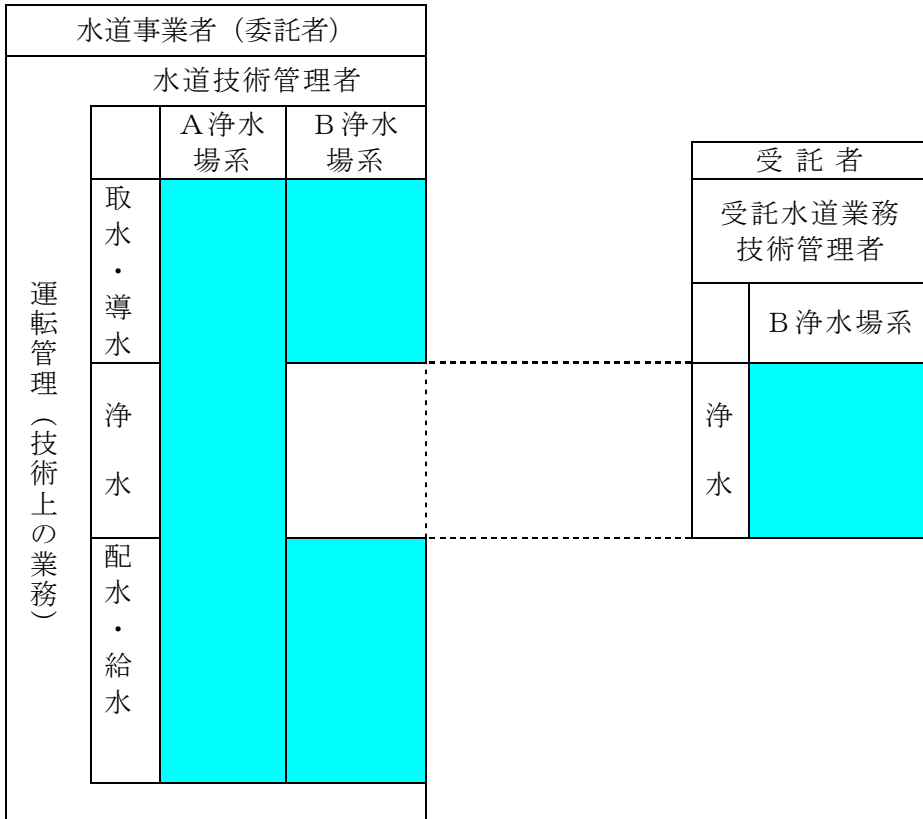 水道事業者（委託者）
水道技術管理者
A浄水
場系
B浄水
場系
運転管理（技術上の業務）
取水・導水
浄水
配水・給水
受託者
受託水道業務
技術管理者
B浄水場系
浄水